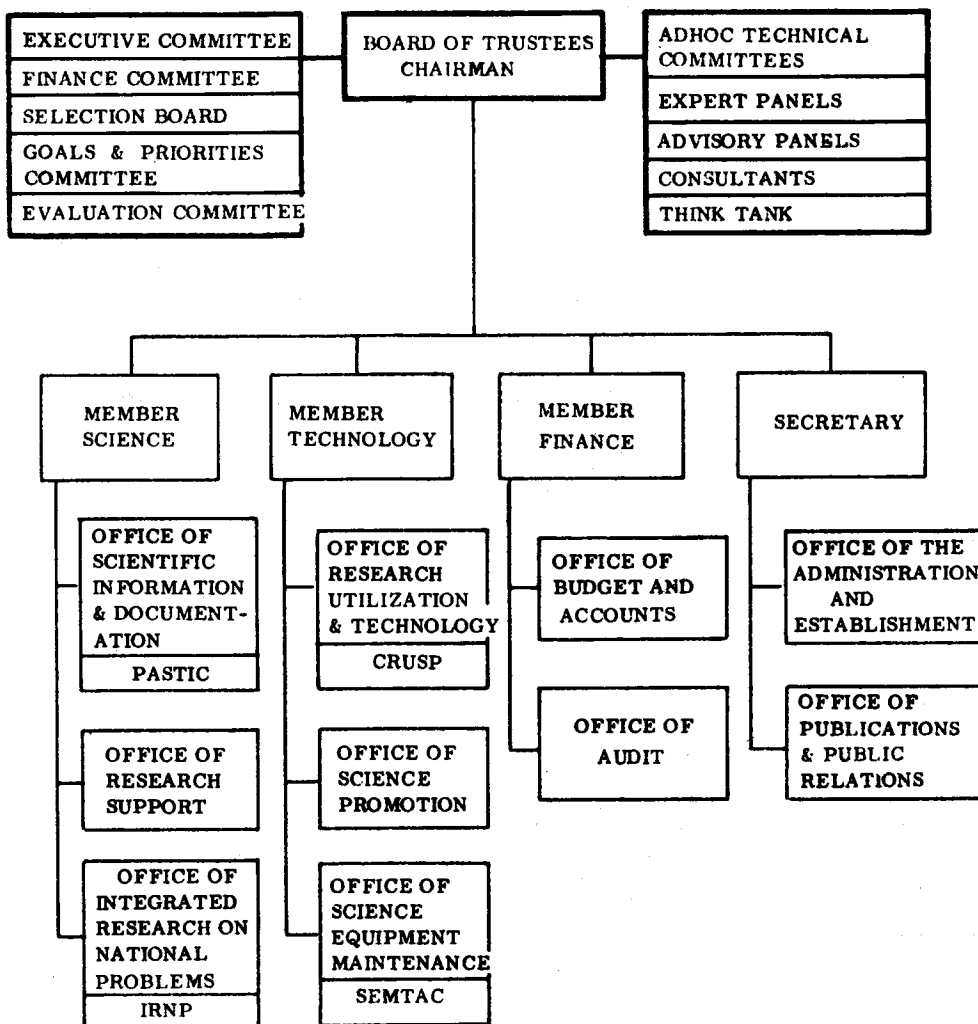 EXECUTIVE COMMITTEE
FINANCE COMMITTEE
SELECTION BOARD
GOALS & PRIORITIES
COMMITTEE
EVALUATION COMMITTEE
BOARD OF TRUSTEES
CHAIRMAN
ADHOC TECHNICAL
COMMITTEES
EXPERT PANELS
ADVISORY PANELS
CONSULTANTS
THINK TANK
MEMBER
SCIENCE
MEMBER
TECHNOLOGY
MEMBER
FINANCE
SECRETARY
OFFICE OF
SCIENTIFIC
INFORMATION
& DOCUMENT-
ATION
PASTIC
OFFICE OF
RESEARCH
SUPPORT
OFFICE OF
INTEGRATED
RESEARCH ON
NATIONAL
PROBLEMS
IRNP
OFFICE OF
RESEARCH
UTILIZATION
& TECHNOLOGY
CRUSP
OFFICE OF
SCIENCE
PROMOTION
OFFICE OF
SCIENCE
EQUIPMENT
MAINTENANCE
SEMTAC
OFFICE OF
BUDGET AND
ACCOUNTS
OFFICE OF
AUDIT
OFFICE OF THE
ADMINISTRATION
AND
ESTABLISHMENT
OFFICE OF
PUBLICATIONS
& PUBLIC
RELATIONS